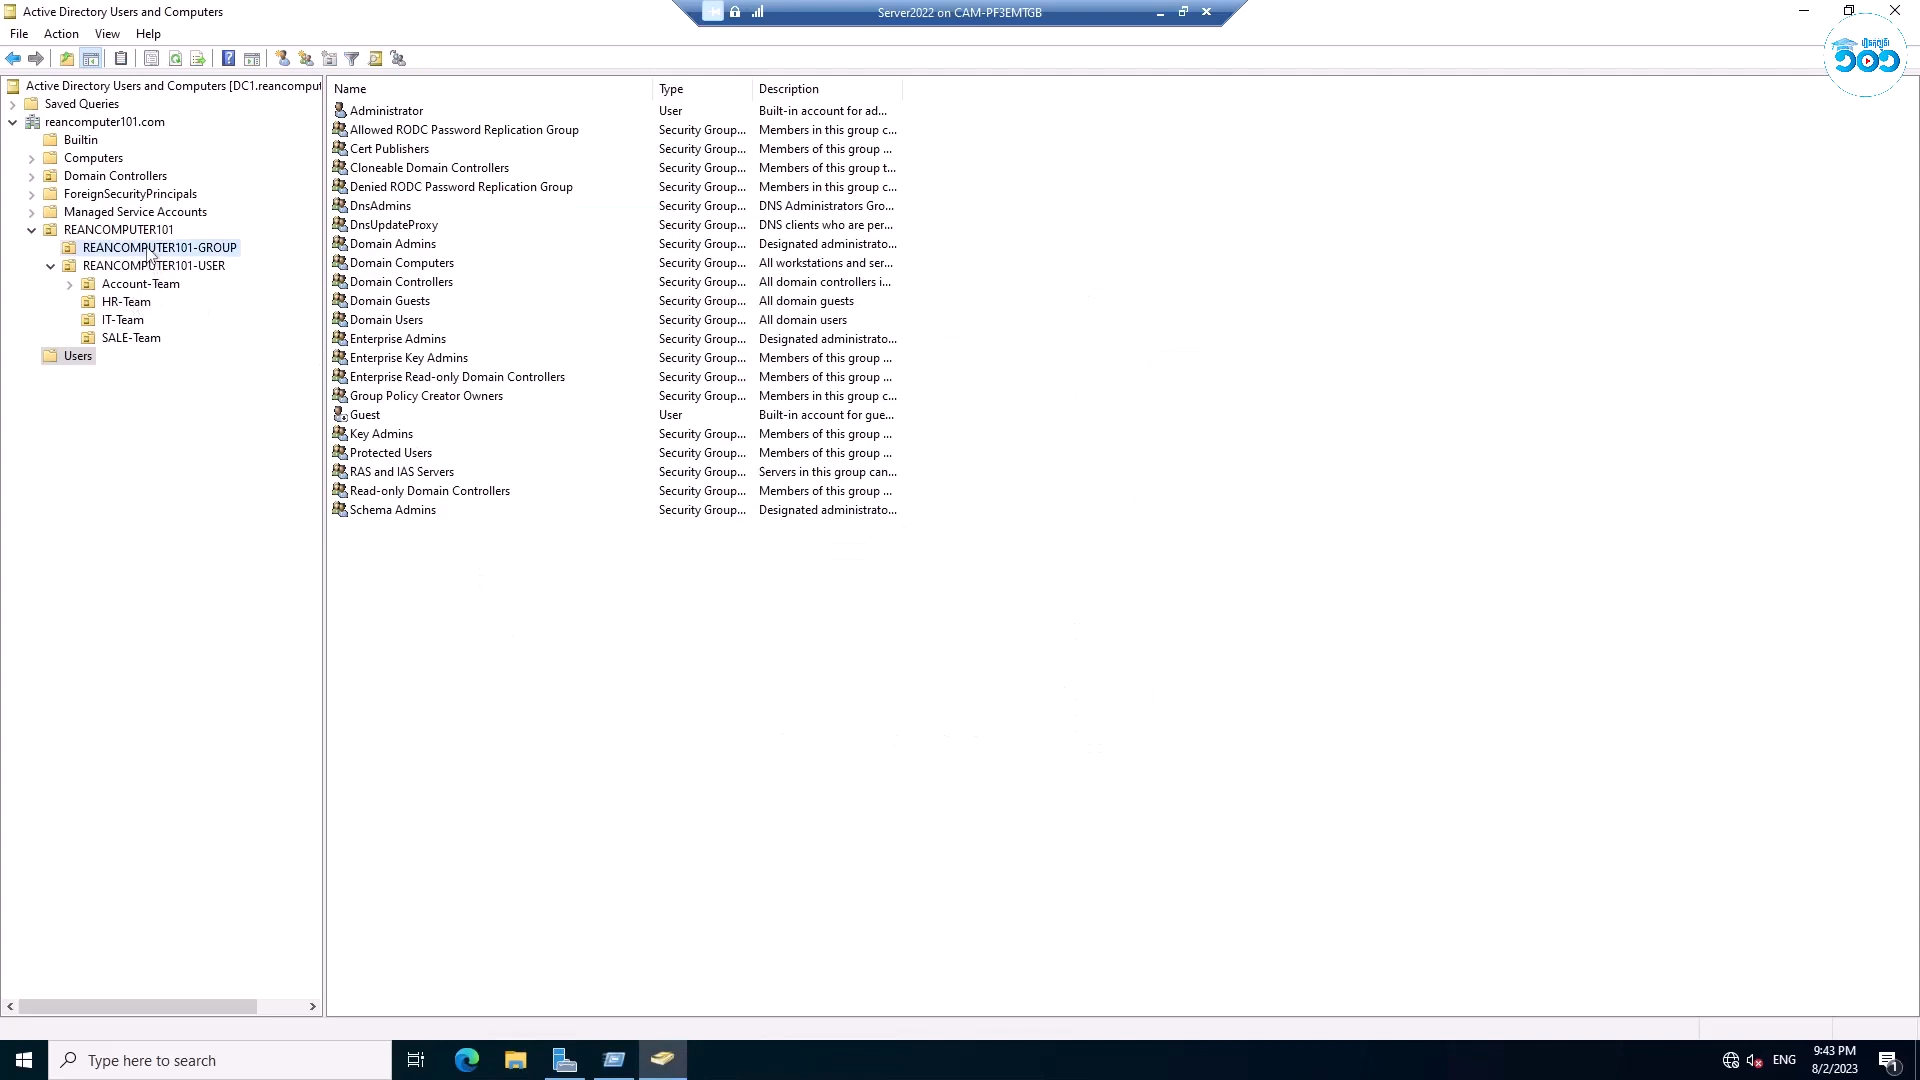 Active Directory Users and Computers
Server2022 on CAM-PF3EMTGB
File Action View Help
Active Directory Users and Computers [DC1.reancomput
Saved Queries
reancomputer101.com
Builtin
Computers
Domain Controllers
ForeignSecurityPrincipals
Managed Service Accounts
REANCOMPUTER101
REANCOMPUTER101-GROUP
REANCOMPUTER101-USER
Account-Team
HR-Team
IT-Team
SALE-Team
Users
Name Type Description
Administrator User Built-in account for ad...
Allowed RODC Password Replication Group Security Group... Members in this group c...
Cert Publishers Security Group... Members of this group ...
Cloneable Domain Controllers Security Group... Members of this group t...
Denied RODC Password Replication Group Security Group... Members in this group c...
DnsAdmins Security Group... DNS Administrators Gro...
DnsUpdateProxy Security Group... DNS clients who are per...
Domain Admins Security Group... Designated administrato...
Domain Computers Security Group... All workstations and ser...
Domain Controllers Security Group... All domain controllers i...
Domain Guests Security Group... All domain guests
Domain Users Security Group... All domain users
Enterprise Admins Security Group... Designated administrato...
Enterprise Key Admins Security Group... Members of this group ...
Enterprise Read-only Domain Controllers Security Group... Members of this group ...
Group Policy Creator Owners Security Group... Members in this group c...
Guest User Built-in account for gue...
Key Admins Security Group... Members of this group ...
Protected Users Security Group... Members of this group ...
RAS and IAS Servers Security Group... Servers in this group can...
Read-only Domain Controllers Security Group... Members of this group ...
Schema Admins Security Group... Designated administrato...
១០១
Type here to search
ENG
9:43 PM
8/2/2023
1